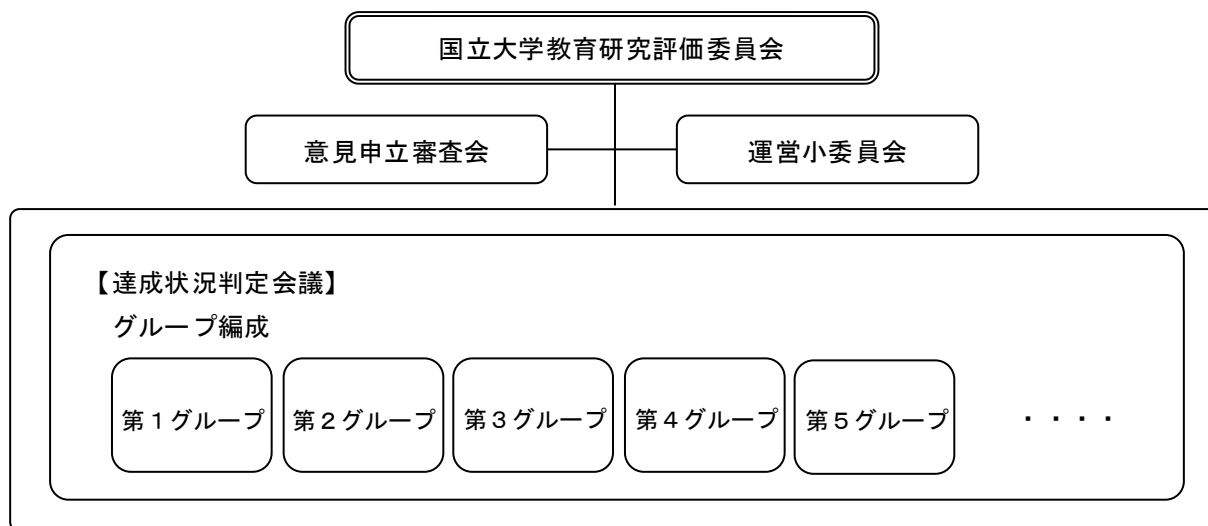 国立大学教育研究評価委員会
意見申立審査会
運営小委員会
【達成状況判定会議】
グループ編成
第１グループ
第２グループ
第３グループ
第４グループ
第５グループ
・・・・